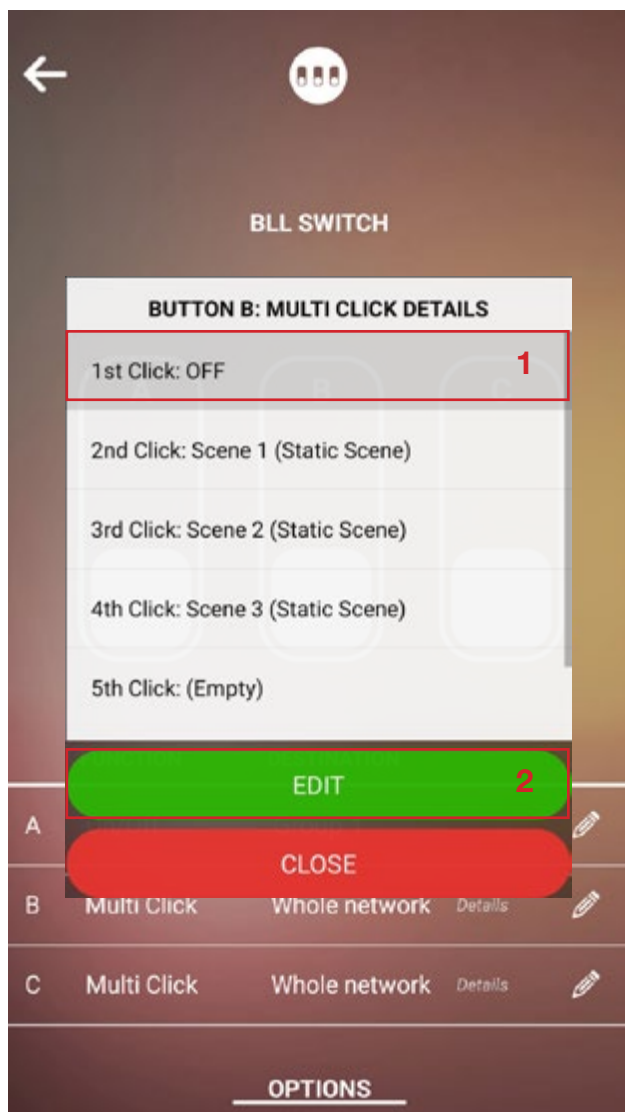 BLL SWITCH
BUTTON B: MULTI CLICK DETAILS
1st Click: OFF 1
2nd Click: Scene 1 (Static Scene)
3rd Click: Scene 2 (Static Scene)
4th Click: Scene 3 (Static Scene)
5th Click: (Empty)
FUNCTION DESTINATION
EDIT 2
A
CLOSE
B Multi Click Whole network Details
C Multi Click Whole network Details
OPTIONS